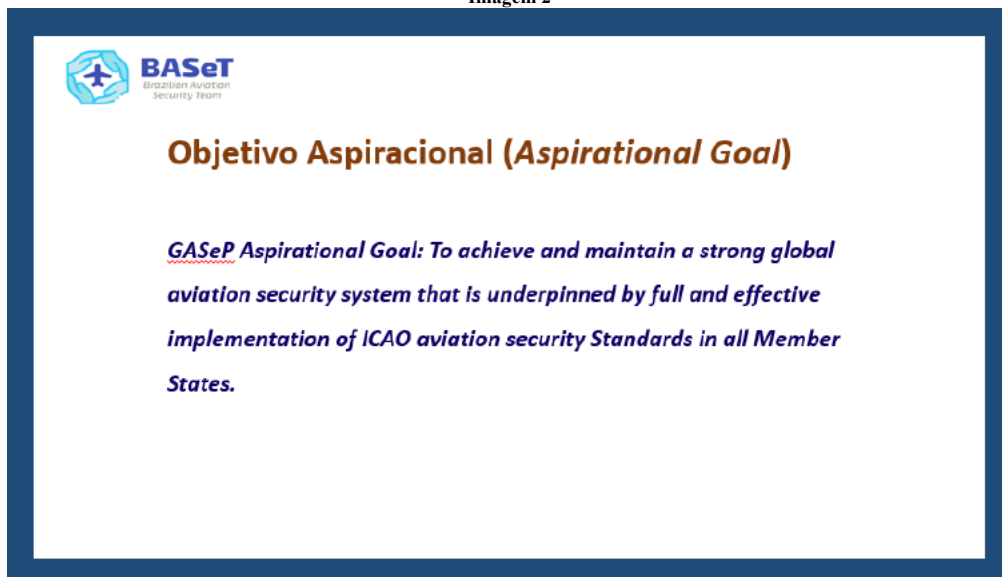 Imagem 2
BASeT
Brazilian Aviation
Security Team
Objetivo Aspiracional (Aspirational Goal)
GASeP Aspirational Goal: To achieve and maintain a strong global
aviation security system that is underpinned by full and effective
implementation of ICAO aviation security Standards in all Member
States.